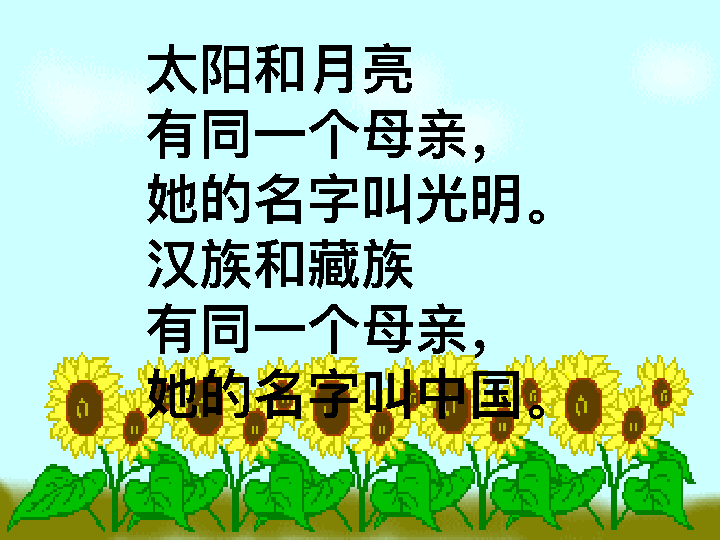 太阳和月亮
有同一个母亲，
她的名字叫光明。
汉族和藏族
有同一个母亲，
她的名字叫中国。